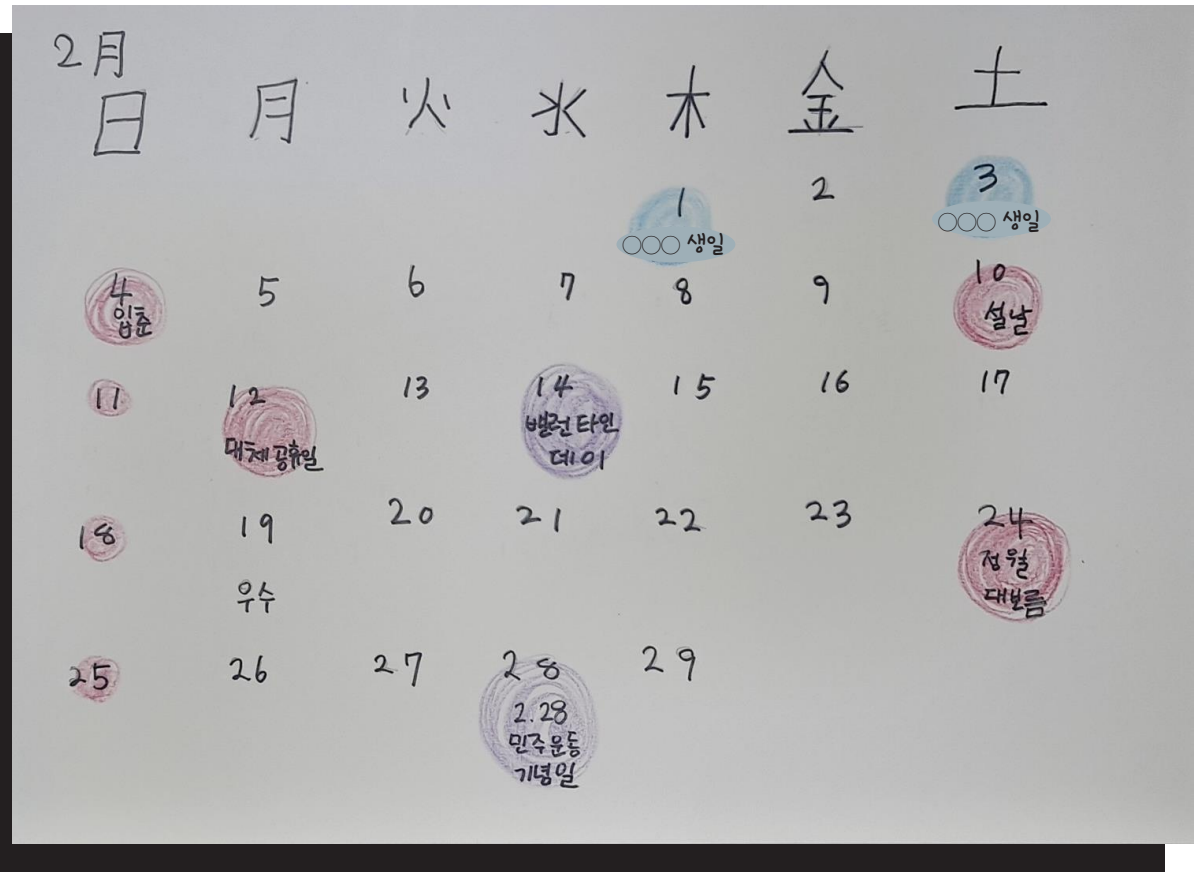 2月
日 月 火 水 木 金 土
1 2 3
○○○ 생일 ○○○ 생일
4 5 6 7 8 9 10
입춘 설날
11 12 13 14 15 16 17
대체공휴일 밸런타인
데이
18 19 20 21 22 23 24
우수 정월
대보름
25 26 27 28 29
2.28
민주운동
기념일